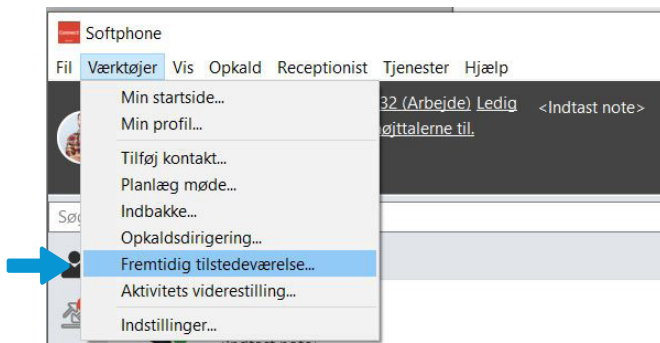 Softphone
Fil Værktøjer Vis Opkald Receptionist Tjenester Hjælp
Min startside...
Min profil...
Tilføj kontakt...
Planlæg møde...
Indbakke...
Opkaldsdirigering...
Fremtidig tilstedeværelse...
Aktivitets viderestilling...
Indstillinger...
32 (Arbejde) Ledig <Indtast note>
øjttalerne til.
Søg